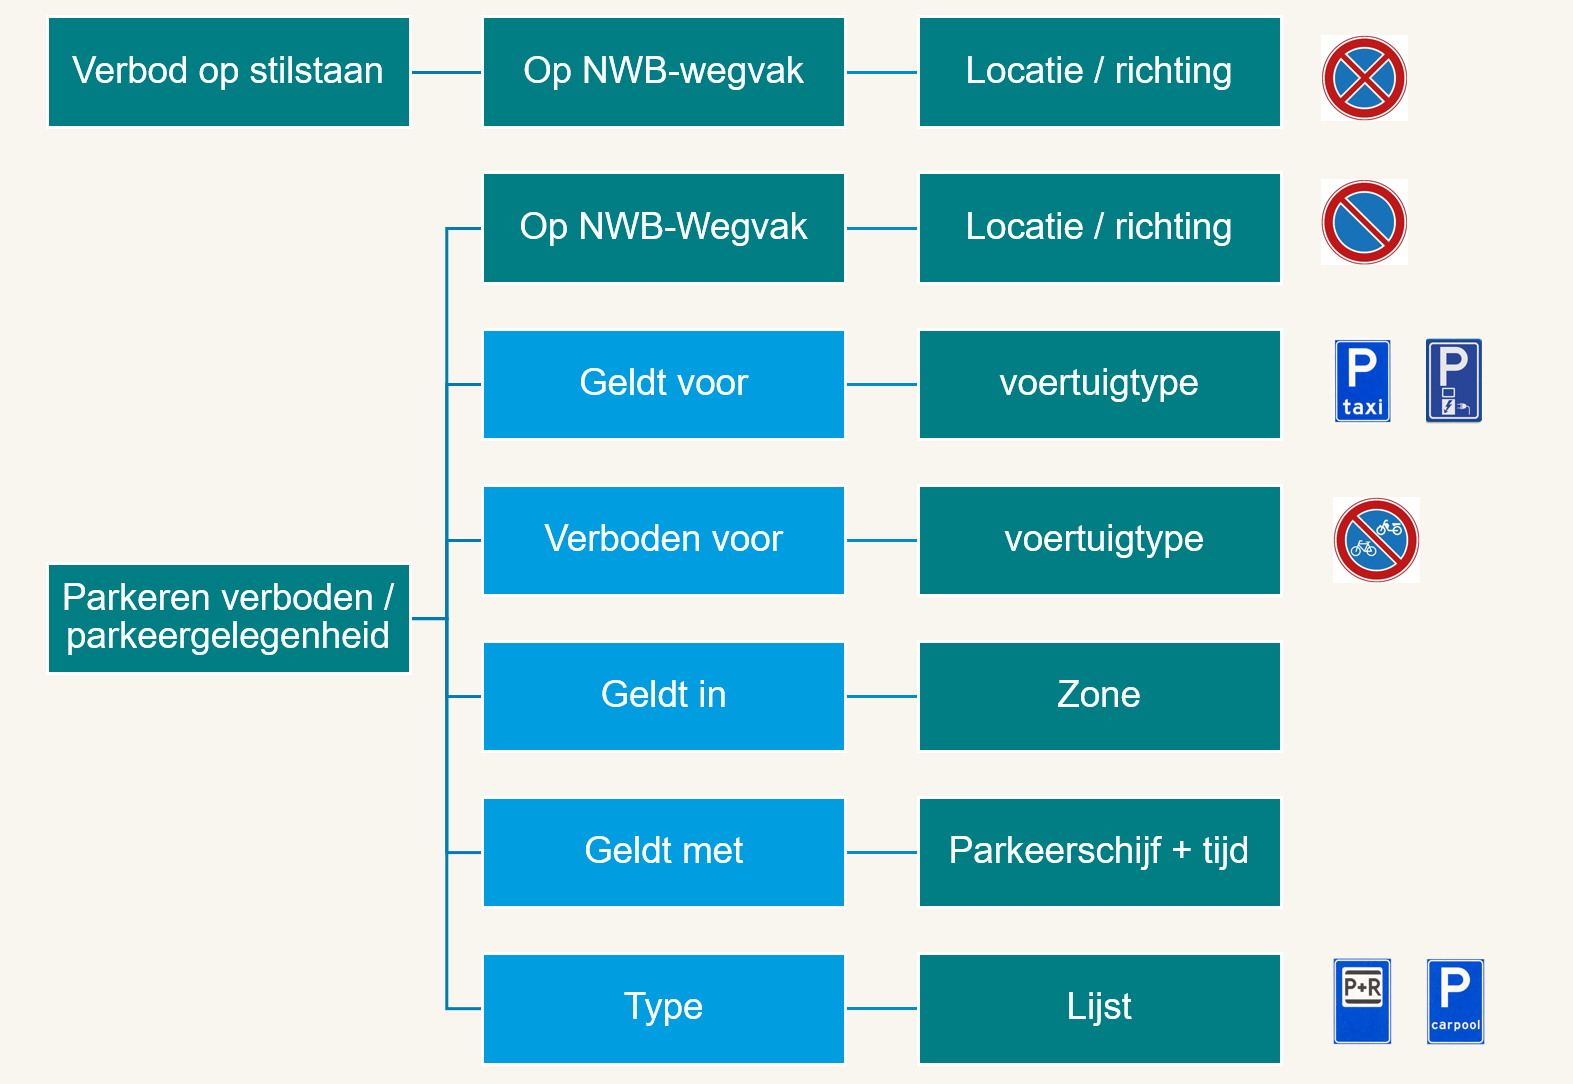 Verbod op stilstaan
Op NWB-wegvak
Locatie / richting
Op NWB-Wegvak
Locatie / richting
Geldt voor
voertuigtype
P
taxi
P
Verboden voor
voertuigtype
Parkeren verboden /
parkeergelegenheid
Geldt in
Zone
Geldt met
Parkeerschijf + tijd
Type
Lijst
P+R
P
carpool